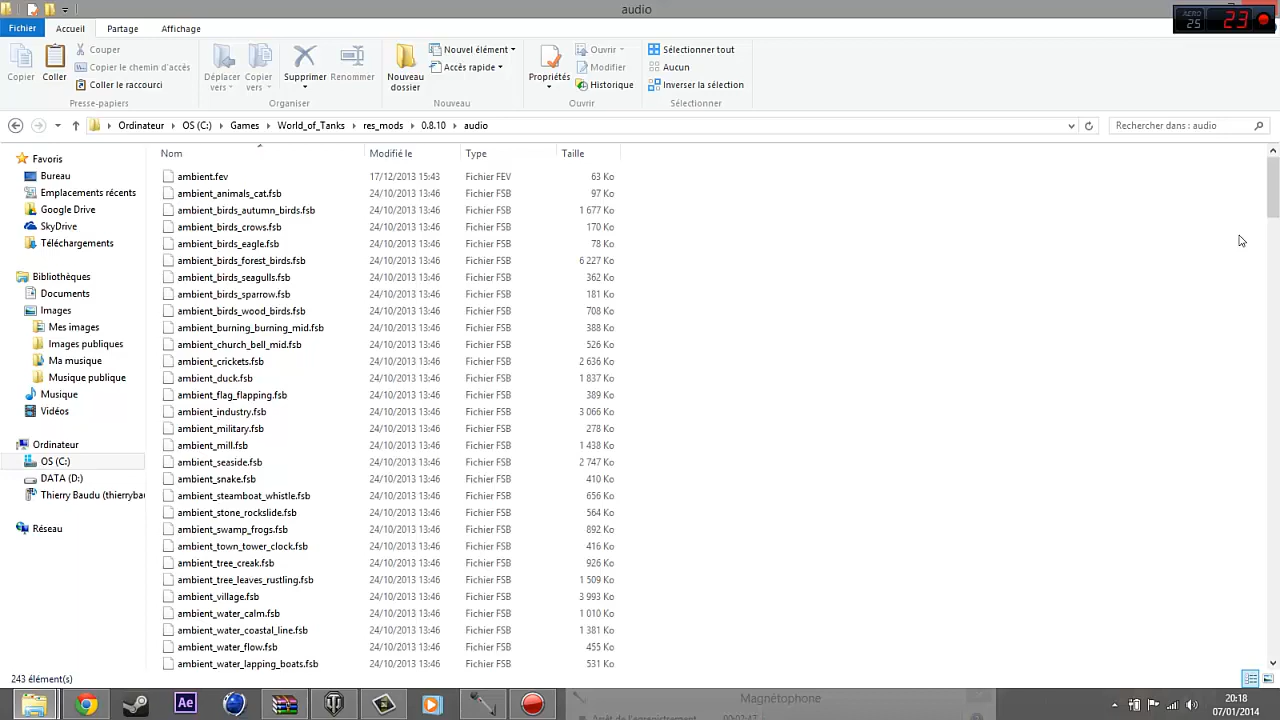 audio
AERO 25 23
Fichier Accueil Partage Affichage
Copier
Coller
Couper
Copier le chemin d'accès
Coller le raccourci
Presse-papiers
Déplacer vers
Copier vers
Supprimer
Renommer
Organiser
Nouveau dossier
Nouvel élément
Accès rapide
Nouveau
Propriétés
Ouvrir
Modifier
Historique
Ouvrir
Sélectionner tout
Aucun
Inverser la sélection
Sélectionner
Ordinateur OS (C:) Games World_of_Tanks res_mods 0.8.10 audio
Rechercher dans : audio
Favoris
Bureau
Emplacements récents
Google Drive
SkyDrive
Téléchargements
Bibliothèques
Documents
Images
Mes images
Images publiques
Ma musique
Musique publique
Musique
Vidéos
Ordinateur
OS (C:)
DATA (D:)
Thierry Baudu (thierrybau
Réseau
Nom Modifié le Type Taille
ambient.fev 17/12/2013 15:43 Fichier FEV 63 Ko
ambient_animals_cat.fsb 24/10/2013 13:46 Fichier FSB 97 Ko
ambient_birds_autumn_birds.fsb 24/10/2013 13:46 Fichier FSB 1 677 Ko
ambient_birds_crows.fsb 24/10/2013 13:46 Fichier FSB 170 Ko
ambient_birds_eagle.fsb 24/10/2013 13:46 Fichier FSB 78 Ko
ambient_birds_forest_birds.fsb 24/10/2013 13:46 Fichier FSB 6 227 Ko
ambient_birds_seagulls.fsb 24/10/2013 13:46 Fichier FSB 362 Ko
ambient_birds_sparrow.fsb 24/10/2013 13:46 Fichier FSB 181 Ko
ambient_birds_wood_birds.fsb 24/10/2013 13:46 Fichier FSB 708 Ko
ambient_burning_burning_mid.fsb 24/10/2013 13:46 Fichier FSB 388 Ko
ambient_church_bell_mid.fsb 24/10/2013 13:46 Fichier FSB 526 Ko
ambient_crickets.fsb 24/10/2013 13:46 Fichier FSB 2 636 Ko
ambient_duck.fsb 24/10/2013 13:46 Fichier FSB 1 837 Ko
ambient_flag_flapping.fsb 24/10/2013 13:46 Fichier FSB 389 Ko
ambient_industry.fsb 24/10/2013 13:46 Fichier FSB 3 066 Ko
ambient_military.fsb 24/10/2013 13:46 Fichier FSB 278 Ko
ambient_mill.fsb 24/10/2013 13:46 Fichier FSB 1 438 Ko
ambient_seaside.fsb 24/10/2013 13:46 Fichier FSB 2 747 Ko
ambient_snake.fsb 24/10/2013 13:46 Fichier FSB 410 Ko
ambient_steamboat_whistle.fsb 24/10/2013 13:46 Fichier FSB 656 Ko
ambient_stone_rockslide.fsb 24/10/2013 13:46 Fichier FSB 564 Ko
ambient_swamp_frogs.fsb 24/10/2013 13:46 Fichier FSB 892 Ko
ambient_town_tower_clock.fsb 24/10/2013 13:46 Fichier FSB 416 Ko
ambient_tree_creak.fsb 24/10/2013 13:46 Fichier FSB 926 Ko
ambient_tree_leaves_rustling.fsb 24/10/2013 13:46 Fichier FSB 1 509 Ko
ambient_village.fsb 24/10/2013 13:46 Fichier FSB 3 993 Ko
ambient_water_calm.fsb 24/10/2013 13:46 Fichier FSB 1 010 Ko
ambient_water_coastal_line.fsb 24/10/2013 13:46 Fichier FSB 1 381 Ko
ambient_water_flow.fsb 24/10/2013 13:46 Fichier FSB 455 Ko
ambient_water_lapping_boats.fsb 24/10/2013 13:46 Fichier FSB 531 Ko
243 élément(s)
Ae
Magnétophone
Arrêt de l'enregistrement 00:02:47
20:18
07/01/2014